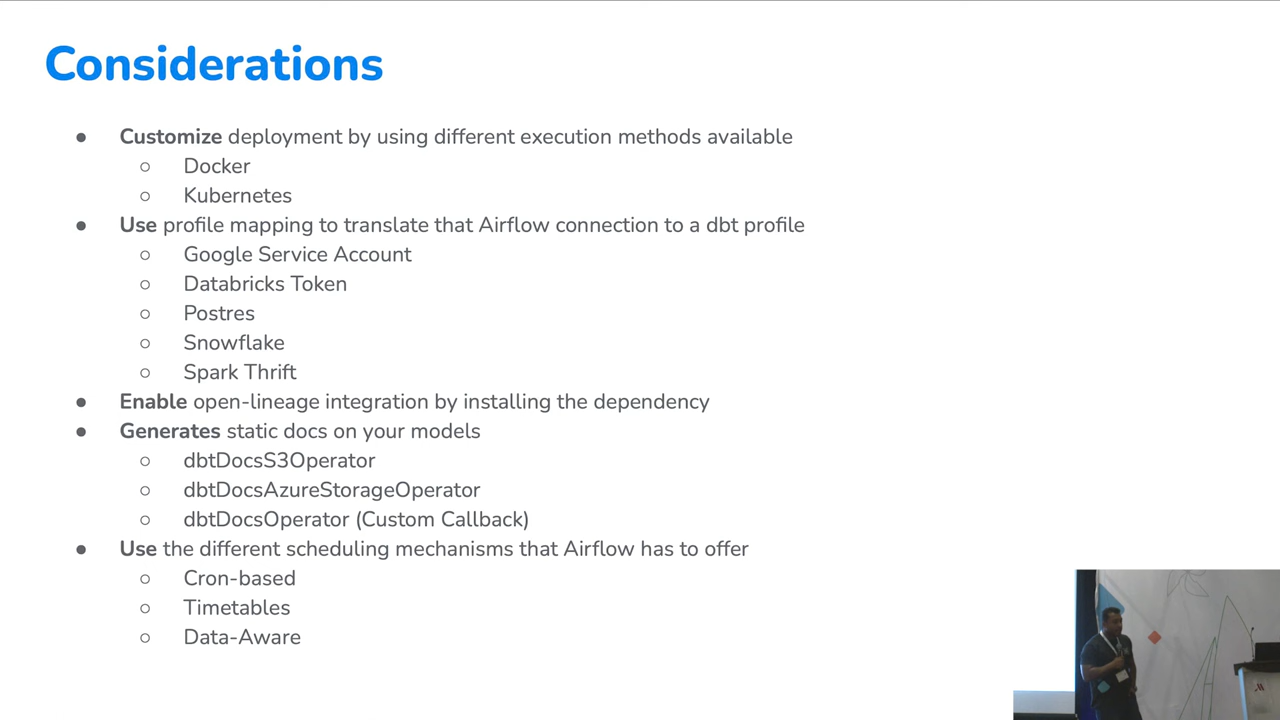 Considerations
● Customize deployment by using different execution methods available
○ Docker
○ Kubernetes
● Use profile mapping to translate that Airflow connection to a dbt profile
○ Google Service Account
○ Databricks Token
○ Postres
○ Snowflake
○ Spark Thrift
● Enable open-lineage integration by installing the dependency
● Generates static docs on your models
○ dbtDocsS3Operator
○ dbtDocsAzureStorageOperator
○ dbtDocsOperator (Custom Callback)
● Use the different scheduling mechanisms that Airflow has to offer
○ Cron-based
○ Timetables
○ Data-Aware